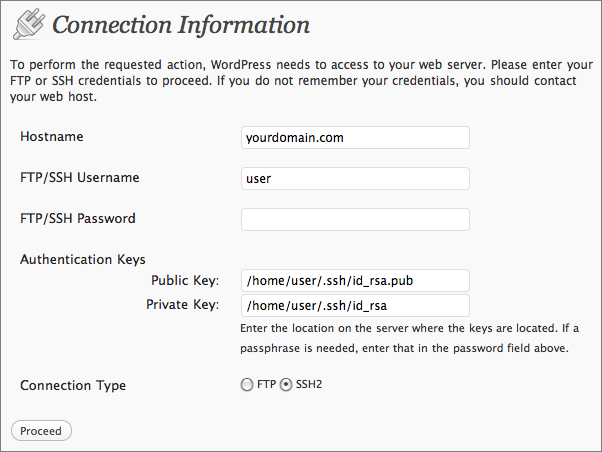 Connection Information
To perform the requested action, WordPress needs to access to your web server. Please enter your
FTP or SSH credentials to proceed. If you do not remember your credentials, you should contact
your web host.
Hostname
yourdomain.com
FTP/SSH Username
user
FTP/SSH Password
Authentication Keys
Public Key: /home/user/.ssh/id_rsa.pub
Private Key: /home/user/.ssh/id_rsa
Enter the location on the server where the keys are located. If a
passphrase is needed, enter that in the password field above.
Connection Type
FTP SSH2
Proceed